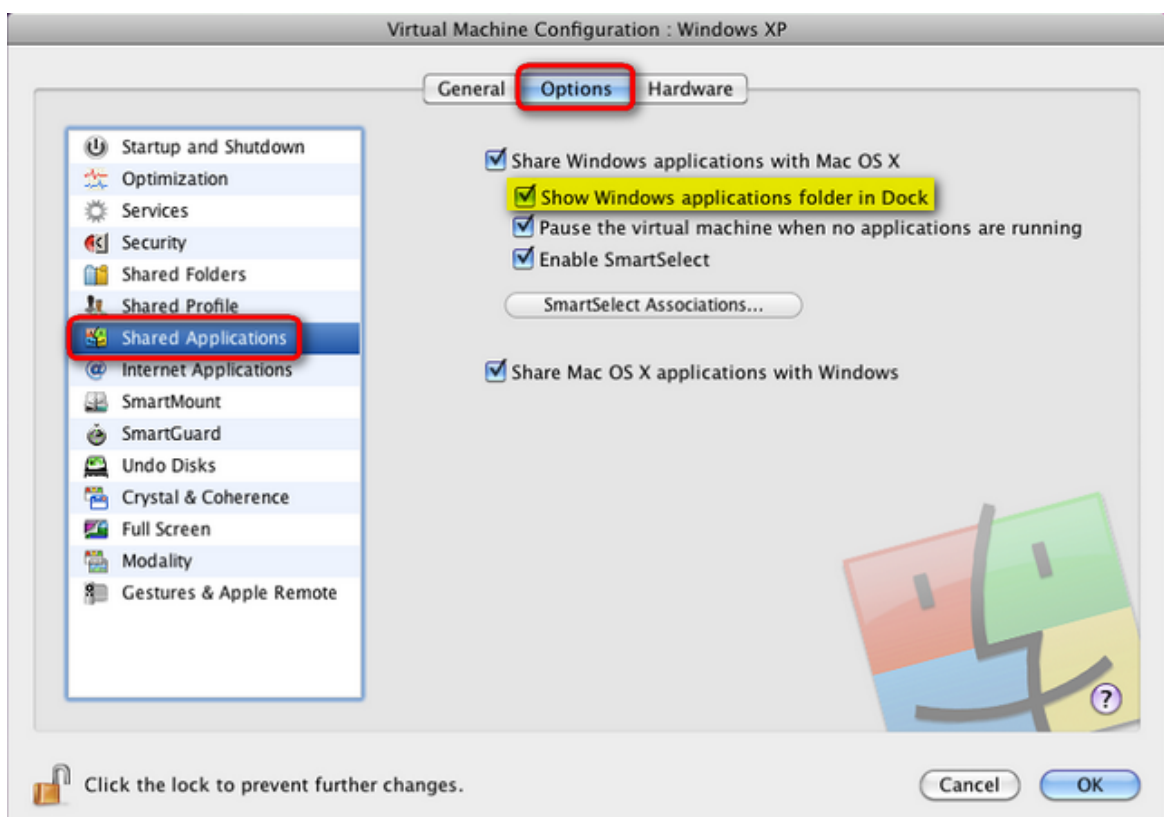 Virtual Machine Configuration : Windows XP
General Options Hardware
Startup and Shutdown
Optimization
Services
Security
Shared Folders
Shared Profile
Shared Applications
Internet Applications
SmartMount
SmartGuard
Undo Disks
Crystal & Coherence
Full Screen
Modality
Gestures & Apple Remote
Share Windows applications with Mac OS X
Show Windows applications folder in Dock
Pause the virtual machine when no applications are running
Enable SmartSelect
SmartSelect Associations...
Share Mac OS X applications with Windows
?
Click the lock to prevent further changes.
Cancel OK